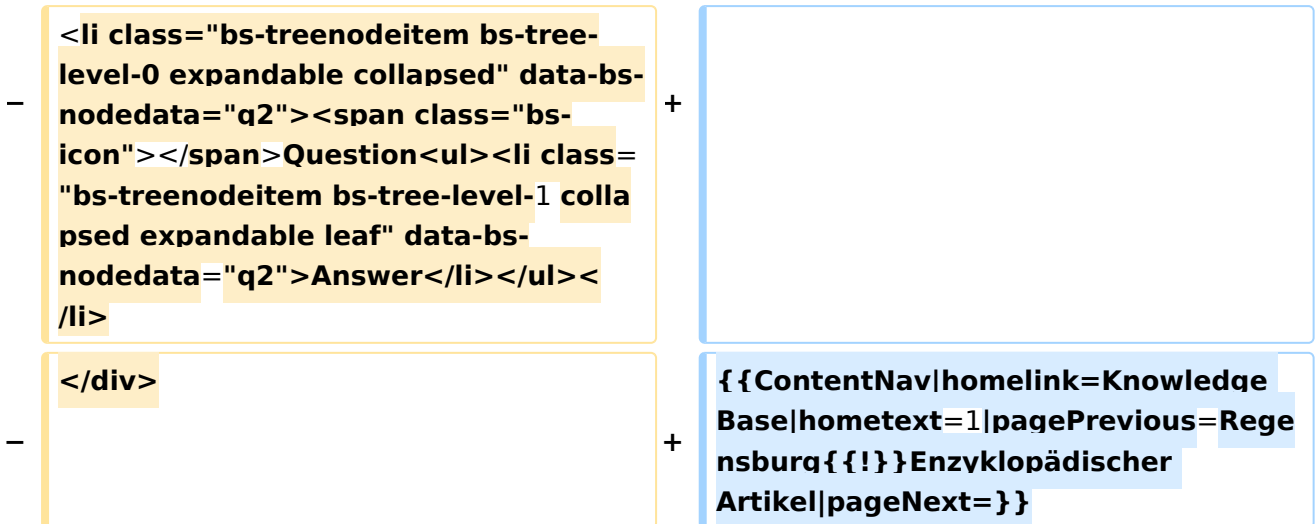 <li class="bs-treenodeitem bs-tree-
level-0 expandable collapsed" data-bs-
− nodedata="q2"><span class="bs- +
icon"></span>Question<ul><li class=
"bs-treenodeitem bs-tree-level-1 colla
psed expandable leaf" data-bs-
nodedata="q2">Answer</li></ul><
/li>
</div>
−
{{ContentNav|homelink=Knowledge
Base|hometext=1|pagePrevious=Rege
+ nsburg{{!}}Enzyklopädischer
Artikel|pageNext=}}